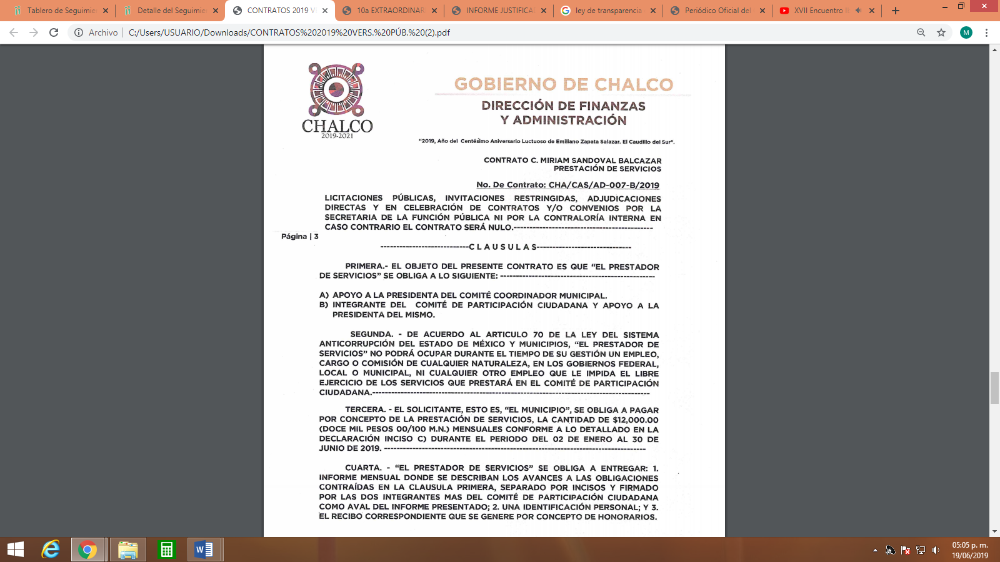 Tablero de Seguimie
Detalle del Seguimie
CONTRATOS 2019 VE
10a EXTRAORDINAR
INFORME JUSTIFICA
ley de transparencia
Periódico Oficial del
XVII Encuentro I
Archivo
C:/Users/USUARIO/Downloads/CONTRATOS%202019%20VERS.%20PÚB.%20(2).pdf
M
CHALCO
2019-2021
GOBIERNO DE CHALCO
DIRECCIÓN DE FINANZAS
Y ADMINISTRACIÓN
"2019, Año del Centésimo Aniversario Luctuoso de Emiliano Zapata Salazar. El Caudillo del Sur".
CONTRATO C. MIRIAM SANDOVAL BALCAZAR
PRESTACIÓN DE SERVICIOS
No. De Contrato: CHA/CAS/AD-007-B/2019
LICITACIONES PÚBLICAS, INVITACIONES RESTRINGIDAS, ADJUDICACIONES
DIRECTAS Y EN CELEBRACIÓN DE CONTRATOS Y/O CONVENIOS POR LA
SECRETARIA DE LA FUNCIÓN PÚBLICA NI POR LA CONTRALORÍA INTERNA EN
CASO CONTRARIO EL CONTRATO SERÁ NULO.--------------------------------------------
Página | 3
----------------------------C L A U S U L A S------------------------------
PRIMERA.- EL OBJETO DEL PRESENTE CONTRATO ES QUE “EL PRESTADOR
DE SERVICIOS” SE OBLIGA A LO SIGUIENTE: -------------------------------------------------
A) APOYO A LA PRESIDENTA DEL COMITÉ COORDINADOR MUNICIPAL.
B) INTEGRANTE DEL COMITÉ DE PARTICIPACIÓN CIUDADANA Y APOYO A LA
PRESIDENTA DEL MISMO.
SEGUNDA. - DE ACUERDO AL ARTICULO 70 DE LA LEY DEL SISTEMA
ANTICORRUPCIÓN DEL ESTADO DE MÉXICO Y MUNICIPIOS, “EL PRESTADOR DE
SERVICIOS” NO PODRÁ OCUPAR DURANTE EL TIEMPO DE SU GESTIÓN UN EMPLEO,
CARGO O COMISIÓN DE CUALQUIER NATURALEZA, EN LOS GOBIERNOS FEDERAL,
LOCAL O MUNICIPAL, NI CUALQUIER OTRO EMPLEO QUE LE IMPIDA EL LIBRE
EJERCICIO DE LOS SERVICIOS QUE PRESTARÁ EN EL COMITÉ DE PARTICIPACIÓN
CIUDADANA.----------------------------------------------------------------------------------------
TERCERA. - EL SOLICITANTE, ESTO ES, “EL MUNICIPIO”, SE OBLIGA A PAGAR
POR CONCEPTO DE LA PRESTACIÓN DE SERVICIOS, LA CANTIDAD DE $12,000.00
(DOCE MIL PESOS 00/100 M.N.) MENSUALES CONFORME A LO DETALLADO EN LA
DECLARACIÓN INCISO C) DURANTE EL PERIODO DEL 02 DE ENERO AL 30 DE
JUNIO DE 2019. -----------------------------------------------------------------------------------
CUARTA. - “EL PRESTADOR DE SERVICIOS” SE OBLIGA A ENTREGAR: 1.
INFORME MENSUAL DONDE SE DESCRIBAN LOS AVANCES A LAS OBLIGACIONES
CONTRAÍDAS EN LA CLAUSULA PRIMERA, SEPARADO POR INCISOS Y FIRMADO
POR LAS DOS INTEGRANTES MAS DEL COMITÉ DE PARTICIPACIÓN CIUDADANA
COMO AVAL DEL INFORME PRESENTADO; 2. UNA IDENTIFICACIÓN PERSONAL; Y 3.
EL RECIBO CORRESPONDIENTE QUE SE GENERE POR CONCEPTO DE HONORARIOS.
05:05 p. m.
19/06/2019